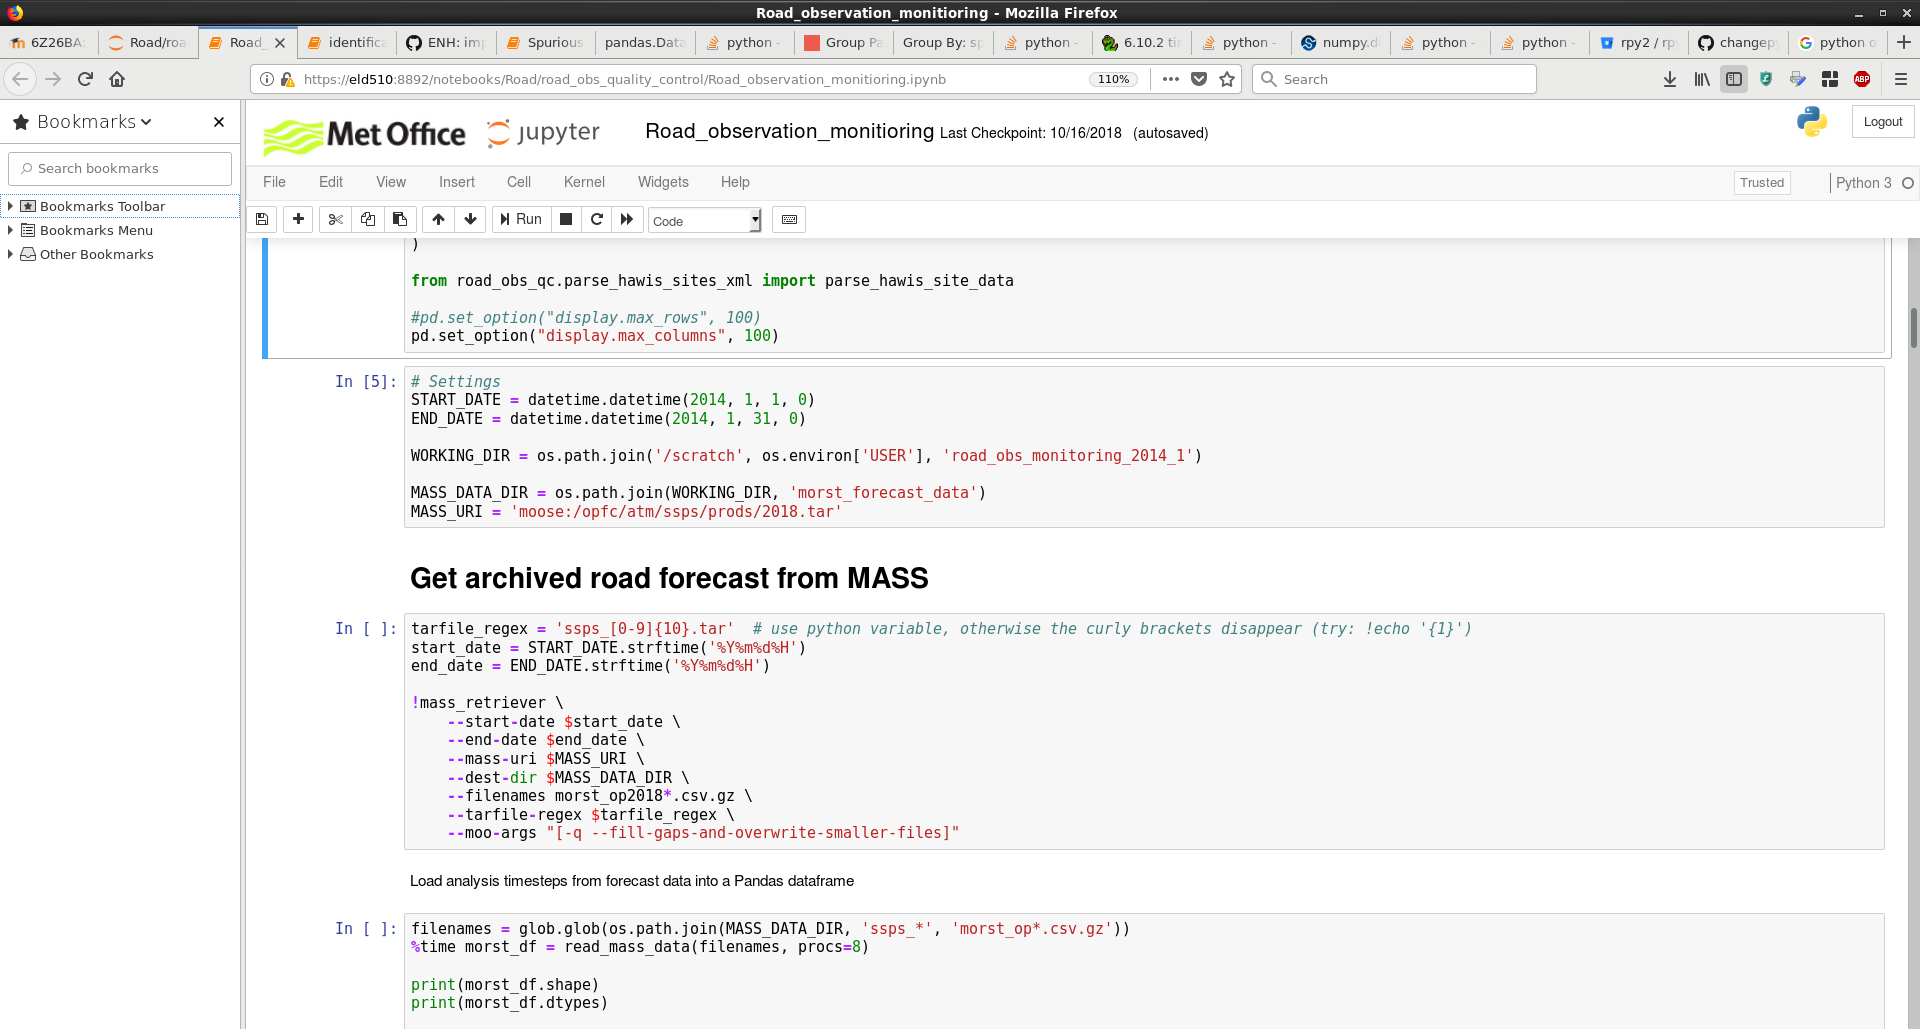 Road_observation_monitioring - Mozilla Firefox
6Z26BA:
Road/roa
Road_
identifica
ENH: imp
Spurious
pandas.Data
python -
Group Pa
Group By: sp
python -
6.10.2 tin
python -
numpy.di
python -
python -
rpy2 / rpy
changep
python c
https://eld510:8892/notebooks/Road/road_obs_quality_control/Road_observation_monitioring.ipynb
110%
Search
ABP
Bookmarks
Search bookmarks
Bookmarks Toolbar
Bookmarks Menu
Other Bookmarks
Met Office
jupyter
Road_observation_monitioring Last Checkpoint: 10/16/2018 (autosaved)
Logout
File Edit View Insert Cell Kernel Widgets Help
Trusted
Python 3
Run
Code
)
from road_obs_qc.parse_hawis_sites_xml import parse_hawis_site_data
#pd.set_option("display.max_rows", 100)
pd.set_option("display.max_columns", 100)
In [5]:
# Settings
START_DATE = datetime.datetime(2014, 1, 1, 0)
END_DATE = datetime.datetime(2014, 1, 31, 0)
WORKING_DIR = os.path.join('/scratch', os.environ['USER'], 'road_obs_monitoring_2014_1')
MASS_DATA_DIR = os.path.join(WORKING_DIR, 'morst_forecast_data')
MASS_URI = 'moose:/opfc/atm/ssps/prods/2018.tar'
Get archived road forecast from MASS
In [ ]:
tarfile_regex = 'ssps_[0-9]{10}.tar'  # use python variable, otherwise the curly brackets disappear (try: !echo '{1}')
start_date = START_DATE.strftime('%Y%m%d%H')
end_date = END_DATE.strftime('%Y%m%d%H')
!mass_retriever \
--start-date $start_date \
--end-date $end_date \
--mass-uri $MASS_URI \
--dest-dir $MASS_DATA_DIR \
--filenames morst_op2018*.csv.gz \
--tarfile-regex $tarfile_regex \
--moo-args "[-q --fill-gaps-and-overwrite-smaller-files]"
Load analysis timesteps from forecast data into a Pandas dataframe
In [ ]:
filenames = glob.glob(os.path.join(MASS_DATA_DIR, 'ssps_*', 'morst_op*.csv.gz'))
%time morst_df = read_mass_data(filenames, procs=8)
print(morst_df.shape)
print(morst_df.dtypes)